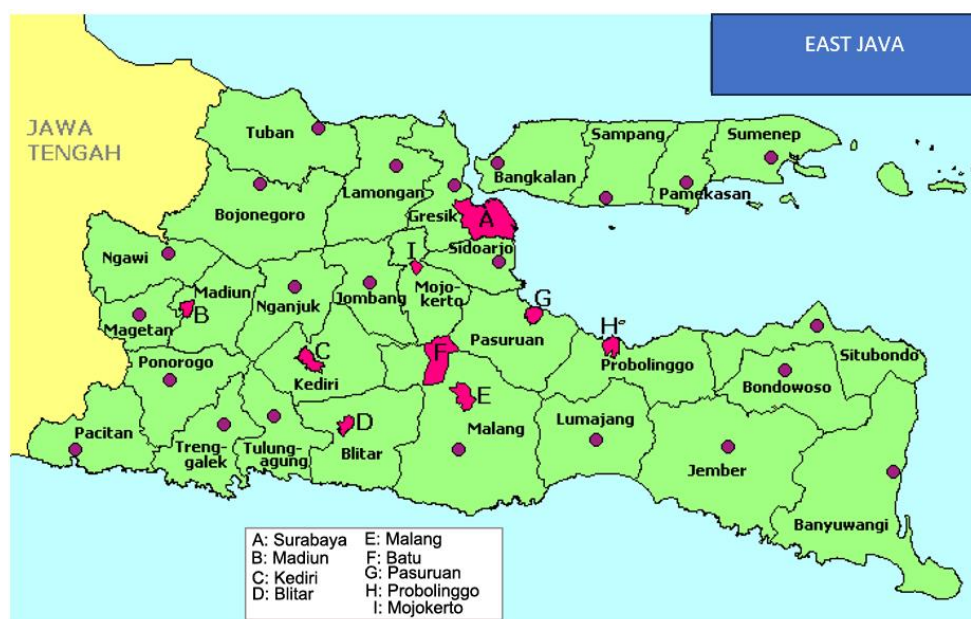 EAST JAVA
JAWA
TENGAH
Tuban
Sampang
Sumenep
Bangkalan
Pamekasan
Lamongan
Bojonegoro
Gresik
A
I
Sidoarjo
Ngawi
Madiun
Nganjuk
Jombang
Mojo-
kerto
B
Magetan
G
H
Pasuruan
Ponorogo
C
Kediri
F
Probolinggo
Situbondo
Bondowoso
E
D
Pacitan
Treng-
galek
Tulung-
agung
Blitar
Malang
Lumajang
Jember
Banyuwangi
A: Surabaya
B: Madiun
C: Kediri
D: Blitar
E: Malang
F: Batu
G: Pasuruan
H: Probolinggo
I: Mojokerto